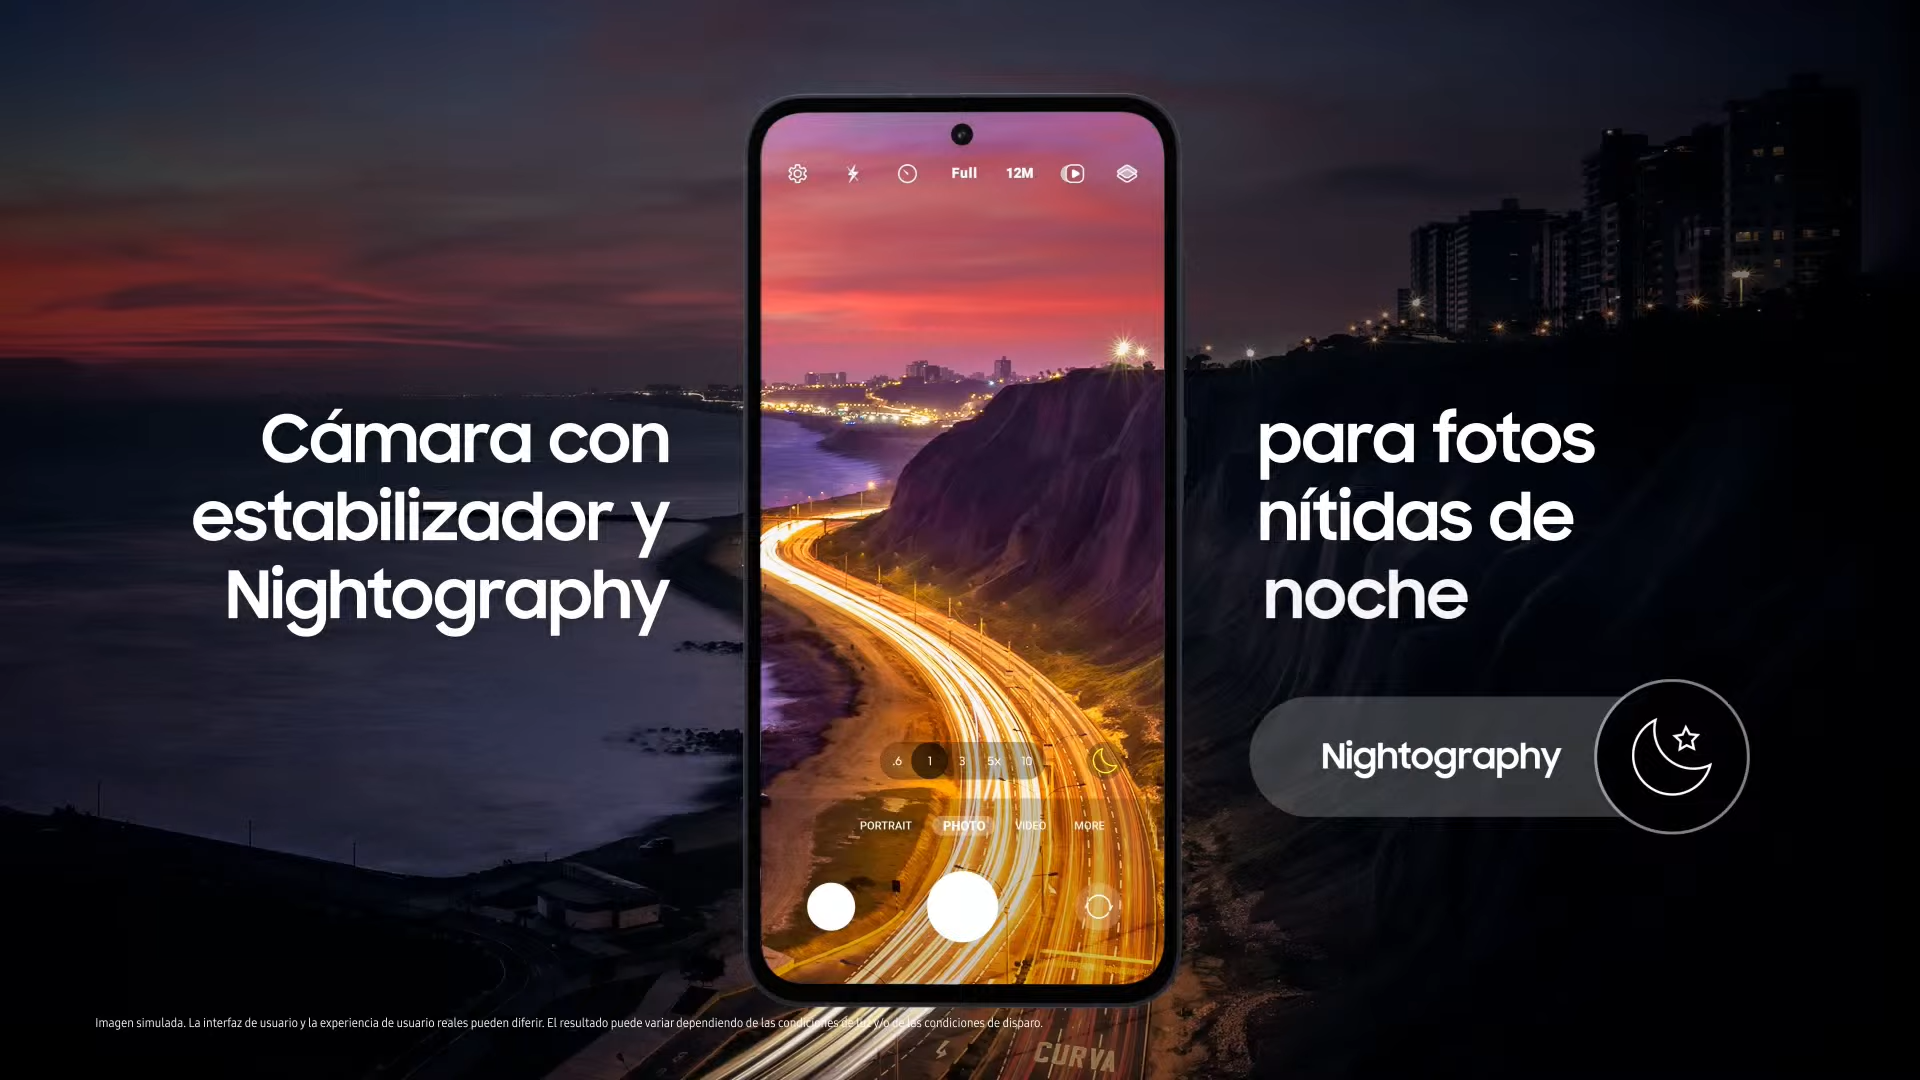 Full 12M
Cámara con
estabilizador y
Nightography
para fotos
nítidas de
noche
Nightography
.6 1 3 5x 10
PORTRAIT PHOTO VIDEO MORE
Imagen simulada. La interfaz de usuario y la experiencia de usuario reales pueden diferir. El resultado puede variar dependiendo de las condiciones de luz y/o de las condiciones de disparo.
CURVA